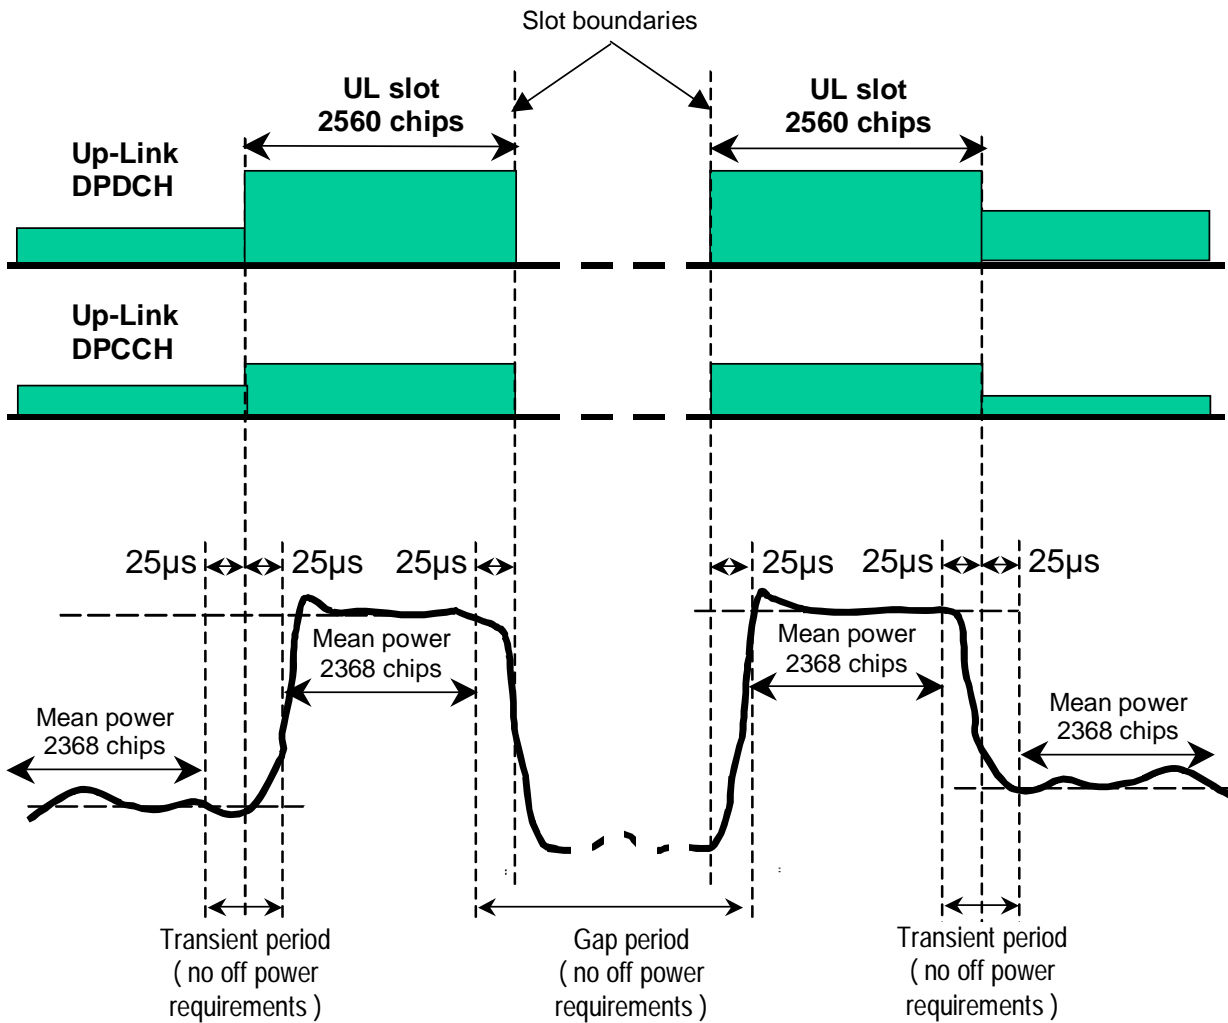 Slot boundaries
UL slot
2560 chips
UL slot
2560 chips
Up-Link
DPDCH
Up-Link
DPCCH
25µs
25µs
25µs
25µs
25µs
25µs
Mean power
2368 chips
Mean power
2368 chips
Mean power
2368 chips
Mean power
2368 chips
Transient period
( no off power
requirements )
Gap period
( no off power
requirements )
Transient period
( no off power
requirements )